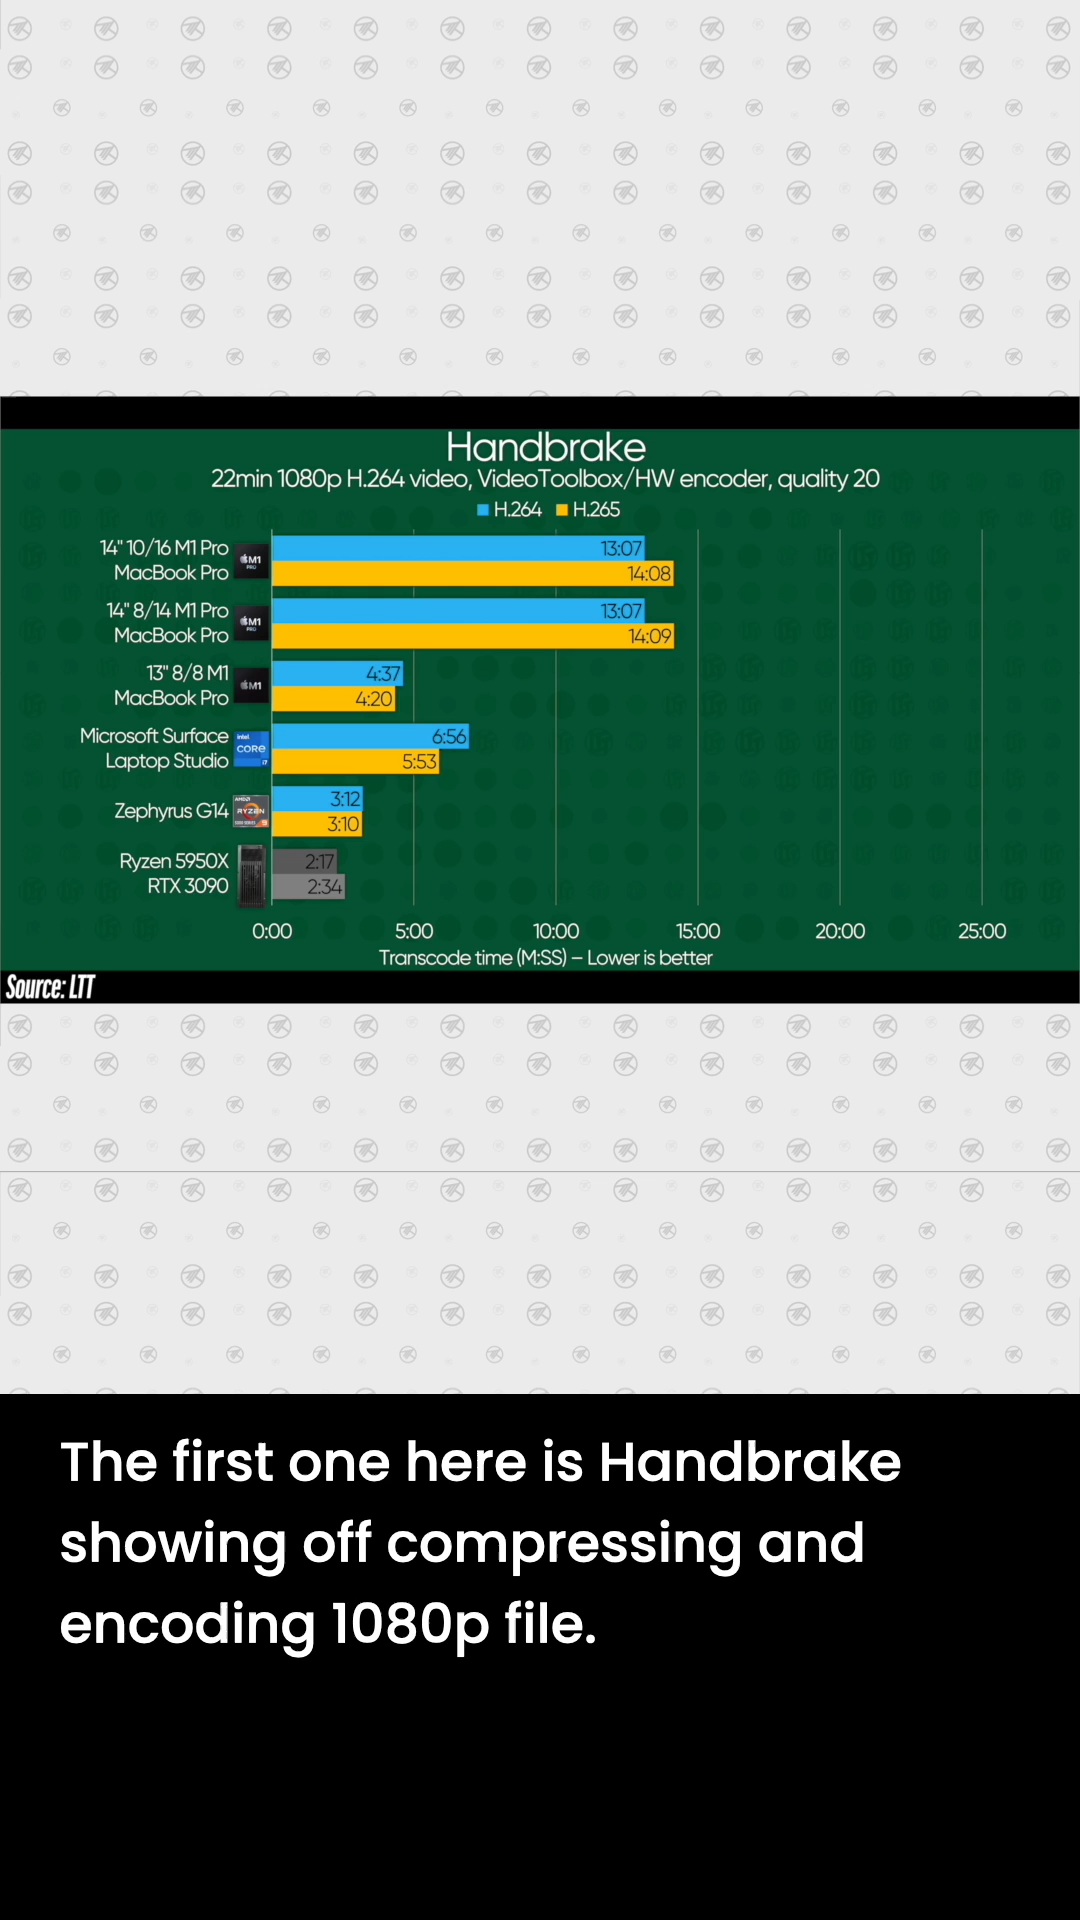 Handbrake
22min 1080p H.264 video, VideoToolbox/HW encoder, quality 20
H.264 H.265
14" 10/16 M1 Pro
MacBook Pro
M1
PRO
13:07
14:08
14" 8/14 M1 Pro
MacBook Pro
M1
PRO
13:07
14:09
13" 8/8 M1
MacBook Pro
M1
4:37
4:20
Microsoft Surface
Laptop Studio
intel
CORE
i7
6:56
5:53
Zephyrus G14
AMD
RYZEN
3:12
3:10
Ryzen 5950X
RTX 3090
2:17
2:34
0:00 5:00 10:00 15:00 20:00 25:00
Transcode time (M:SS) – Lower is better
Source: LTT
The first one here is Handbrake
showing off compressing and
encoding 1080p file.